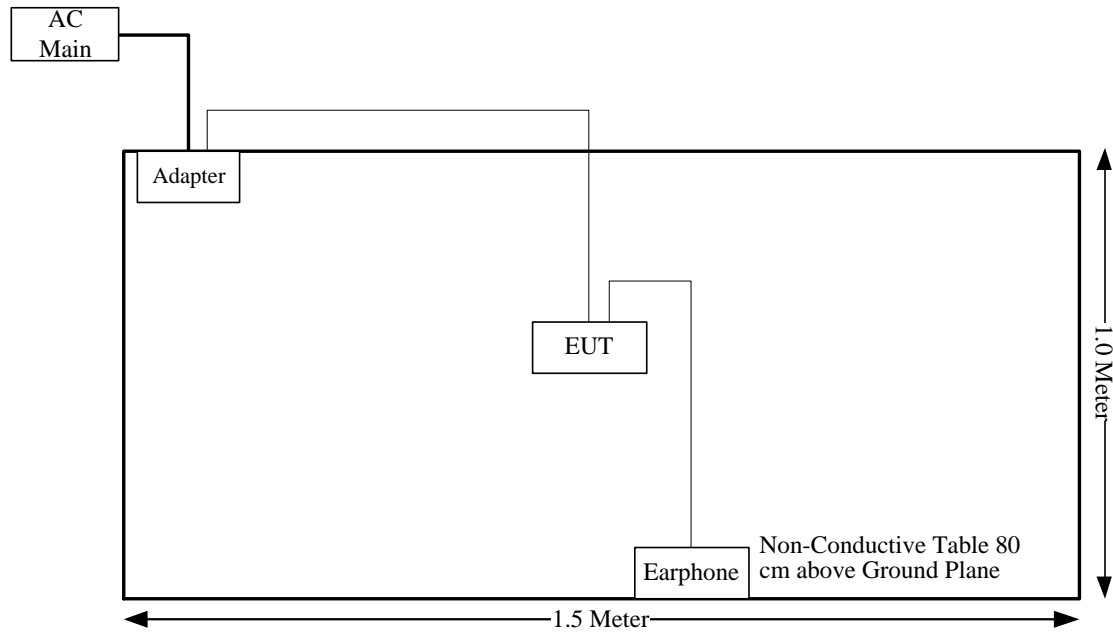 AC
Main
Adapter
EUT
1.0 Meter
Non-Conductive Table 80
cm above Ground Plane
Earphone
1.5 Meter